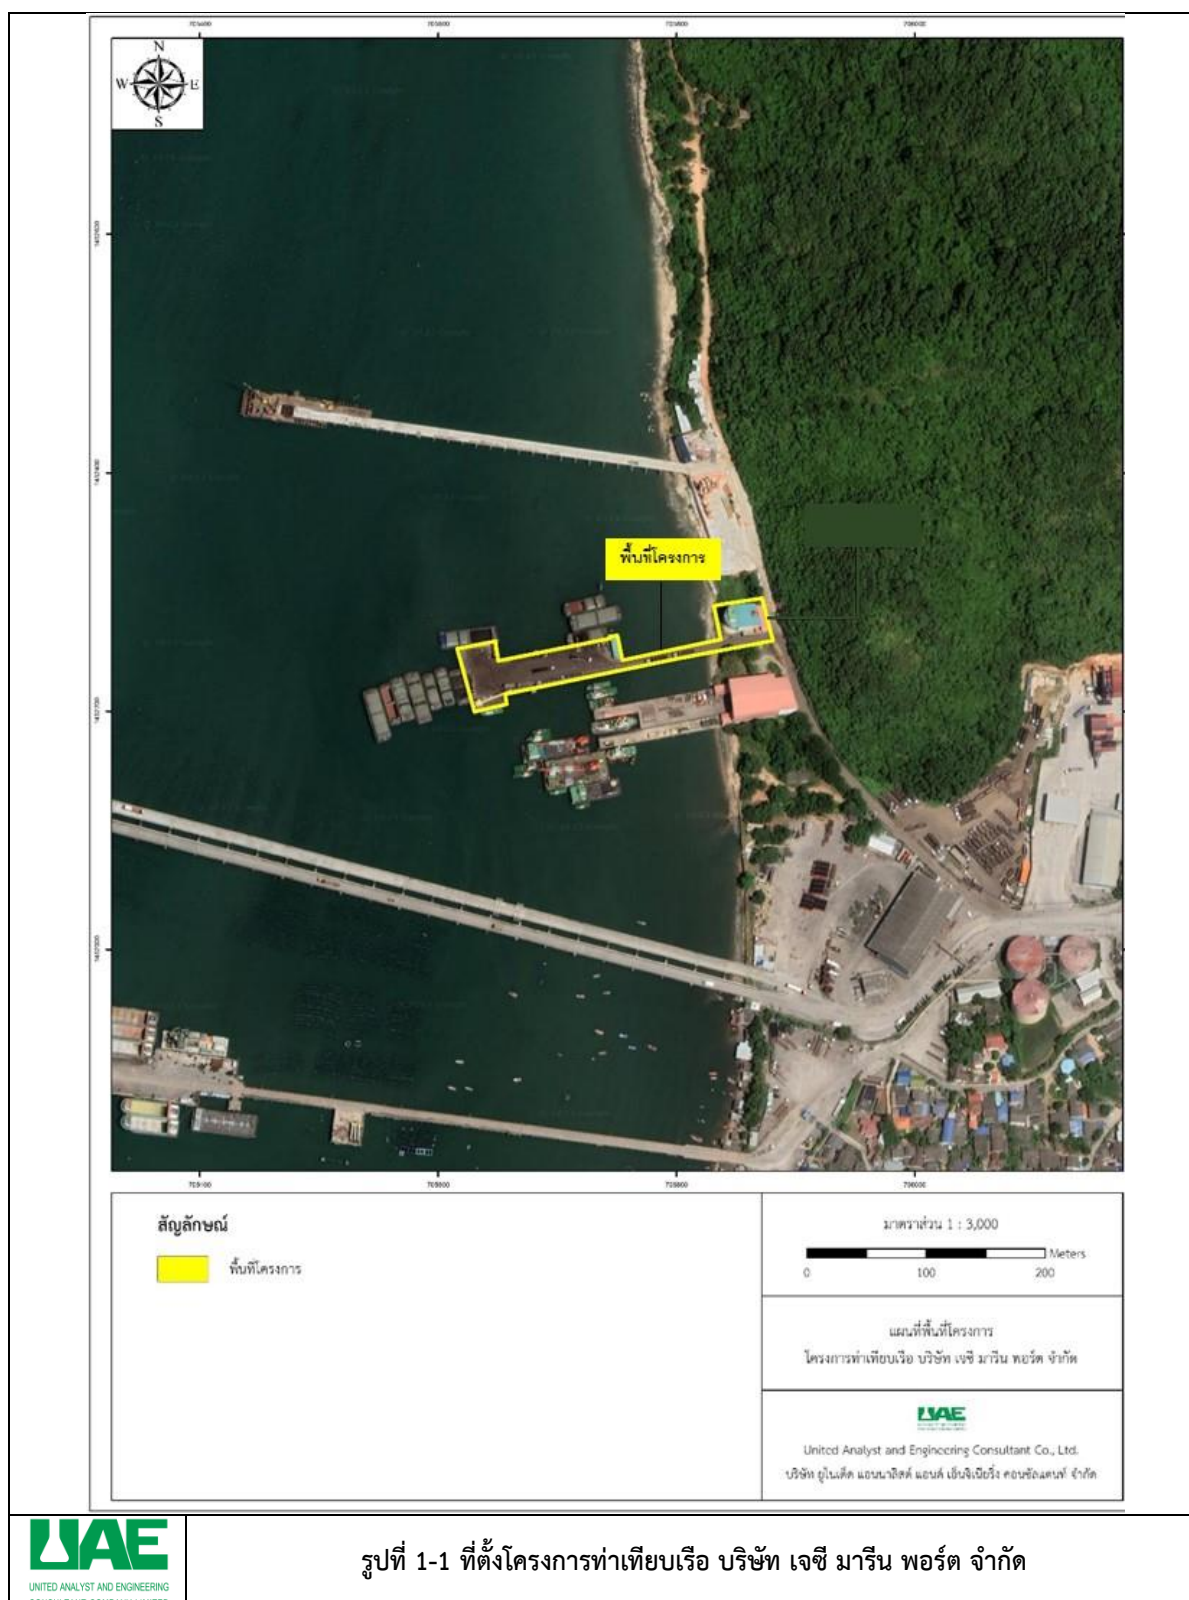 N
W E
S
พื้นที่โครงการ
สัญลักษณ์
พื้นที่โครงการ
มาตราส่วน 1 : 3,000
Meters
0 100 200
แผนที่พื้นที่โครงการ
โครงการท่าเทียบเรือ บริษัท เจซี มารีน พอร์ต จำกัด
UAE
United Analyst and Engineering Consultant Co., Ltd.
บริษัท ยูไนเต็ด แอนนาลิสต์ แอนด์ เอ็นจิเนียริ่ง คอนซัลแตนท์ จำกัด
UAE
UNITED ANALYST AND ENGINEERING
รูปที่ 1-1 ที่ตั้งโครงการท่าเทียบเรือ บริษัท เจซี มารีน พอร์ต จำกัด